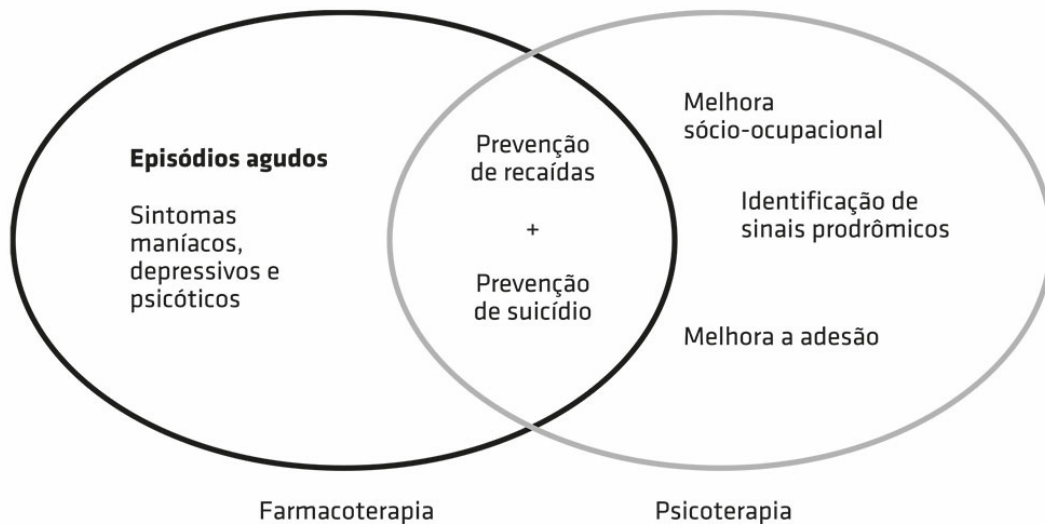 Episódios agudos
Sintomas
maníacos,
depressivos e
psicóticos
Prevenção
de recaídas
+
Prevenção
de suicídio
Melhora
sócio-ocupacional
Identificação de
sinais prodrômicos
Melhora a adesão
Farmacoterapia
Psicoterapia